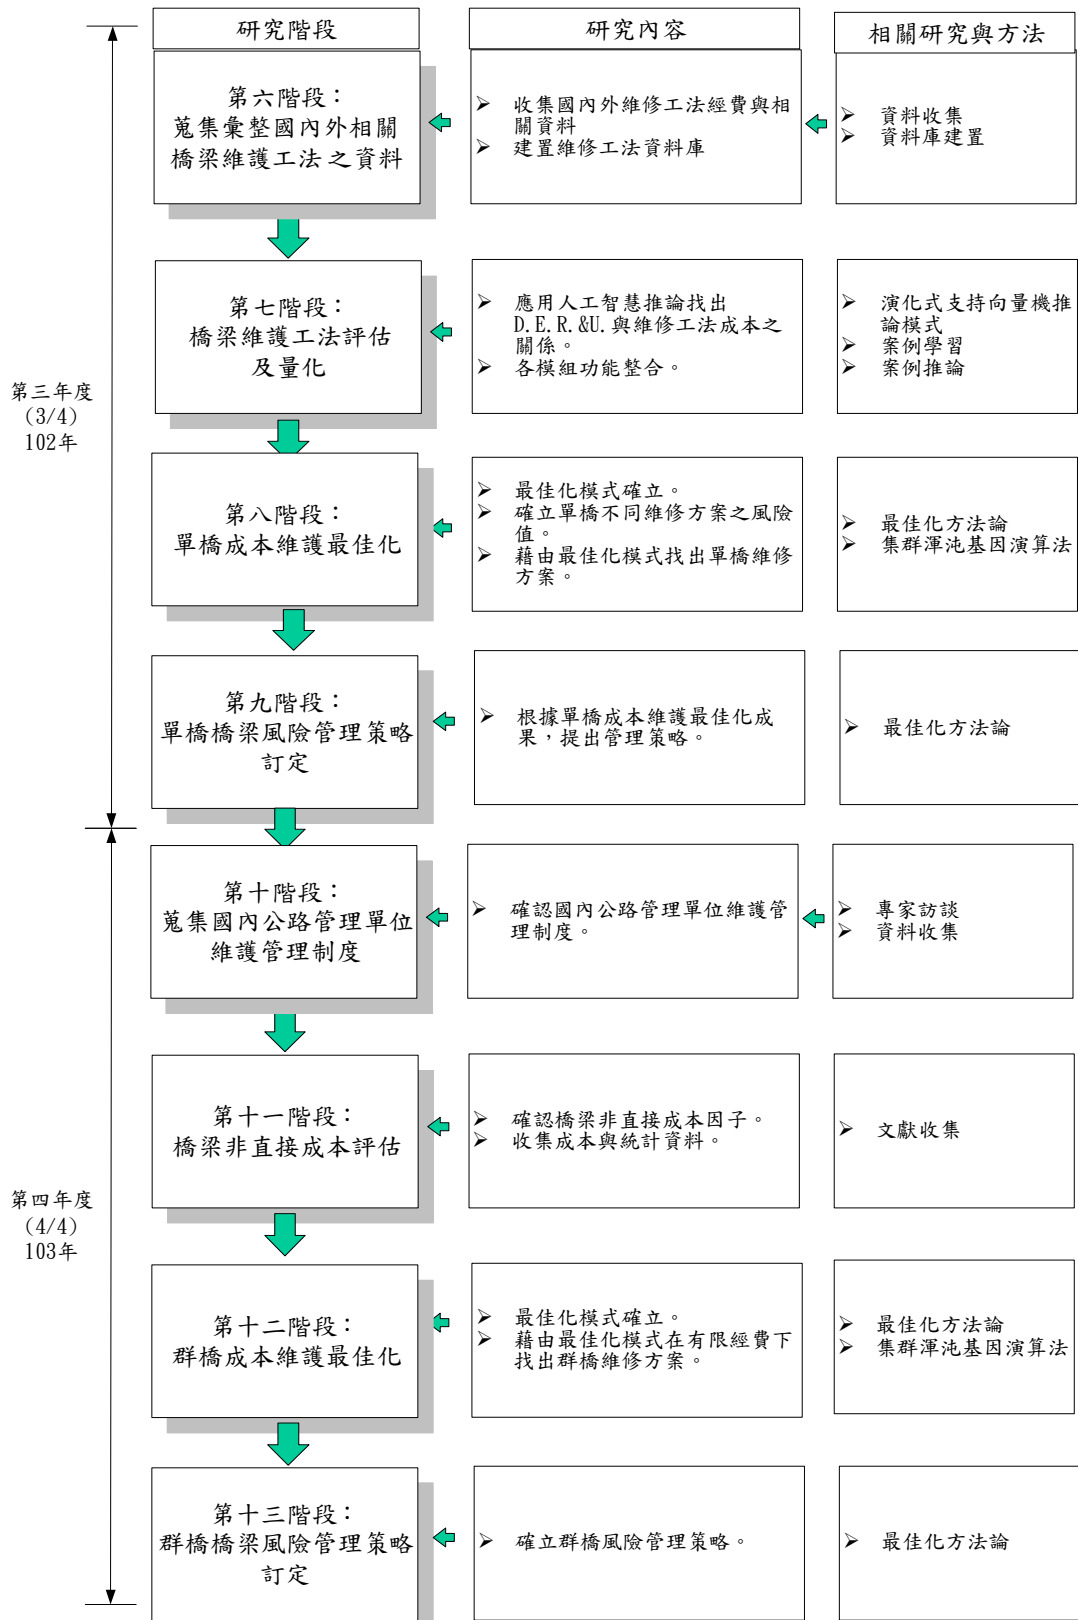 研究階段
研究內容
相關研究與方法
第六階段：
蒐集彙整國內外相關
橋梁維護工法之資料
➢ 收集國內外維修工法經費與相
關資料
➢ 建置維修工法資料庫
➢ 資料收集
➢ 資料庫建置
第七階段：
橋梁維護工法評估
及量化
➢ 應用人工智慧推論找出
D.E.R.&U.與維修工法成本之
關係。
➢ 各模組功能整合。
➢ 演化式支持向量機推
論模式
➢ 案例學習
➢ 案例推論
第三年度
(3/4)
102年
第八階段：
單橋成本維護最佳化
➢ 最佳化模式確立。
➢ 確立單橋不同維修方案之風險
值。
➢ 藉由最佳化模式找出單橋維修
方案。
➢ 最佳化方法論
➢ 集群渾沌基因演算法
第九階段：
單橋橋梁風險管理策略
訂定
➢ 根據單橋成本維護最佳化成
果，提出管理策略。
➢ 最佳化方法論
第十階段：
蒐集國內公路管理單位
維護管理制度
➢ 確認國內公路管理單位維護管
理制度。
➢ 專家訪談
➢ 資料收集
第十一階段：
橋梁非直接成本評估
➢ 確認橋梁非直接成本因子。
➢ 收集成本與統計資料。
➢ 文獻收集
第四年度
(4/4)
103年
第十二階段：
群橋成本維護最佳化
➢ 最佳化模式確立。
➢ 藉由最佳化模式在有限經費下
找出群橋維修方案。
➢ 最佳化方法論
➢ 集群渾沌基因演算法
第十三階段：
群橋橋梁風險管理策略
訂定
➢ 確立群橋風險管理策略。
➢ 最佳化方法論